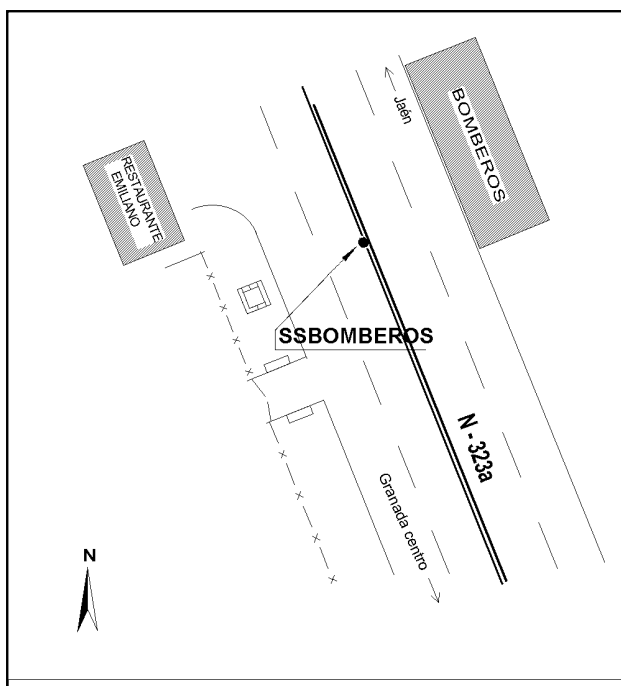 BOMBEROS
Jaén
RESTAURANTE
EMILIANO
SSBOMBEROS
N - 323a
Granada centro
N